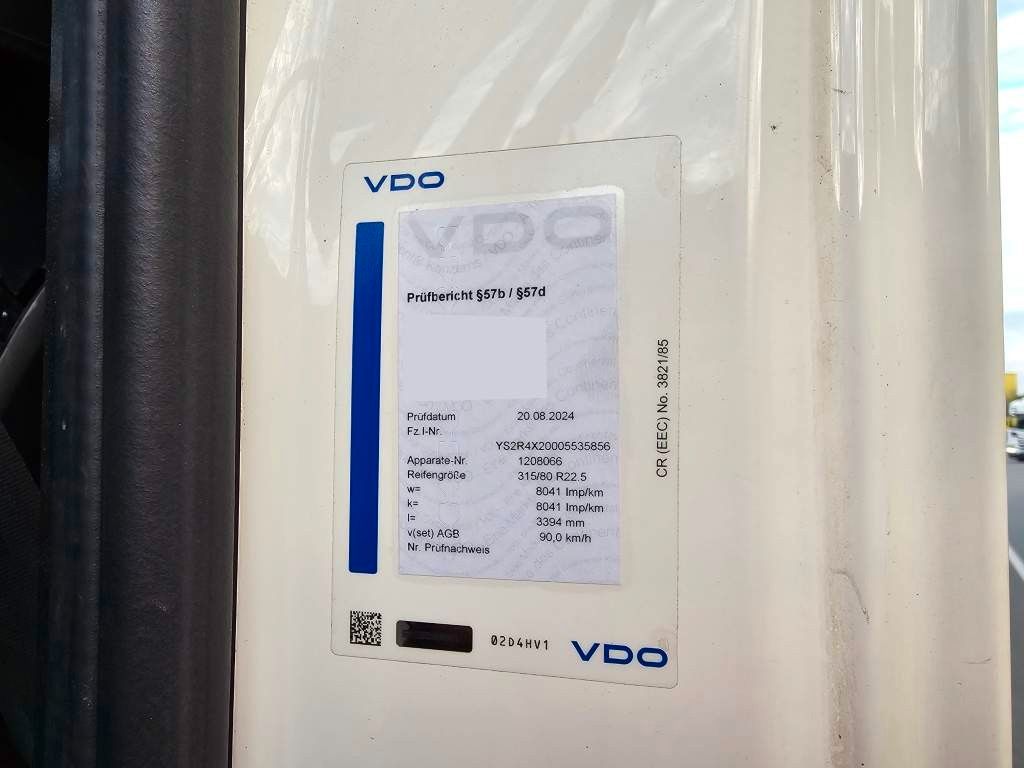 VDO
VDO
Prüfbericht §57b / §57d
Prüfdatum 20.08.2024
Fz.I-Nr.
YS2R4X20005535856
Apparate-Nr. 1208066
Reifengröße 315/80 R22.5
w= 8041 Imp/km
k= 8041 Imp/km
l= 3394 mm
v(set) AGB 90,0 km/h
Nr. Prüfnachweis
CR (EEC) No. 3821/85
02D4HV1
VDO